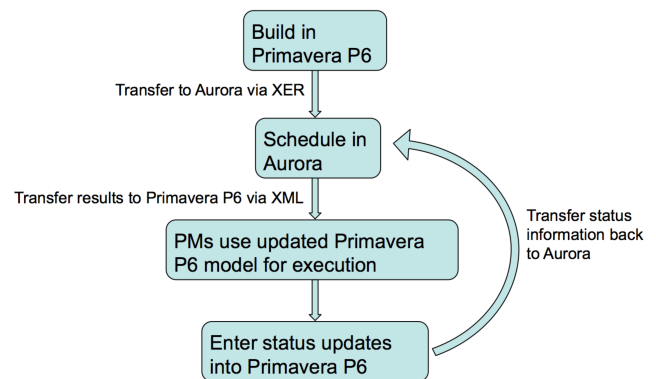 Build in
Primavera P6
Transfer to Aurora via XER
Schedule in
Aurora
Transfer results to Primavera P6 via XML
Transfer status
information back
to Aurora
PMs use updated Primavera
P6 model for execution
Enter status updates
into Primavera P6